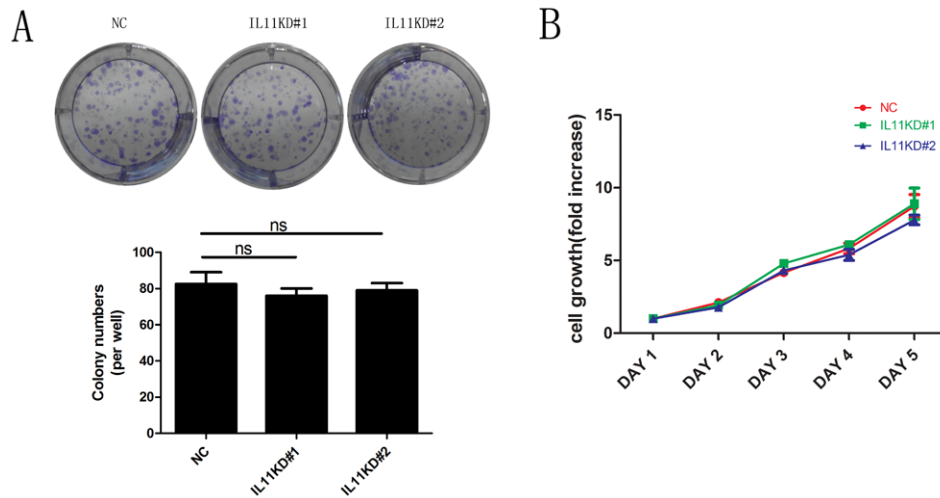 A
NC
IL11KD#1
IL11KD#2
ns
ns
Colony numbers
(per well)
100
80
60
40
20
0
NC
IL11KD#1
IL11KD#2
B
NC
IL11KD#1
IL11KD#2
cell growth(fold increase)
15
10
5
0
DAY 1
DAY 2
DAY 3
DAY 4
DAY 5